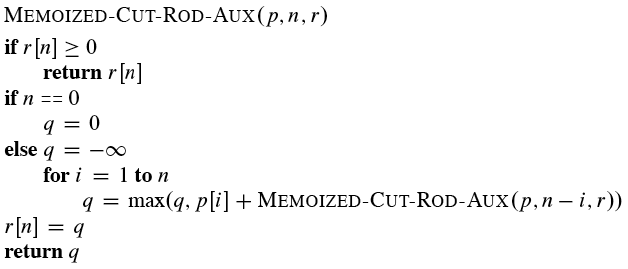 MEMOIZED-CUT-ROD-AUX(p, n, r)
if r[n] ≥ 0
return r[n]
if n == 0
q = 0
else q = −∞
for i = 1 to n
q = max(q, p[i] + MEMOIZED-CUT-ROD-AUX(p, n − i, r))
r[n] = q
return q